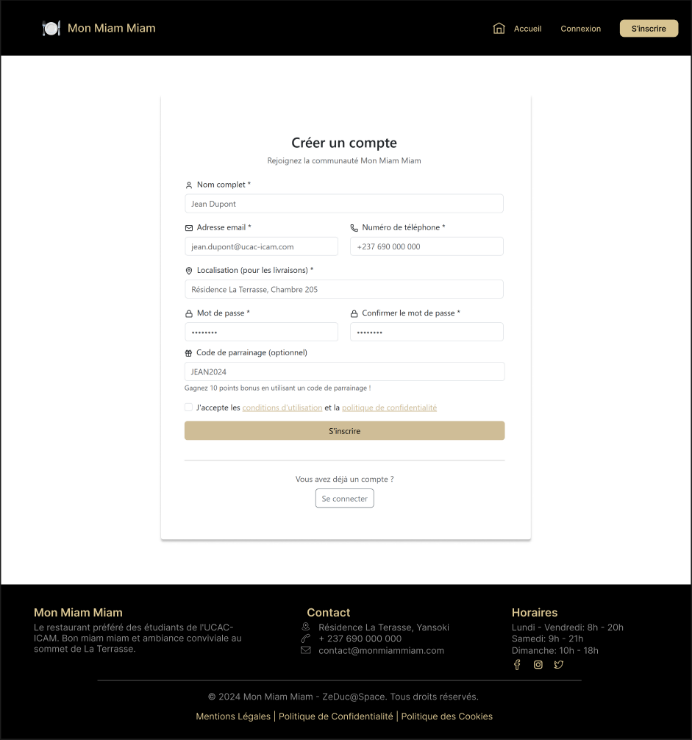 Mon Miam Miam
Accueil
Connexion
S'inscrire
Créer un compte
Rejoignez la communauté Mon Miam Miam
Nom complet *
Jean Dupont
Adresse email *
Numéro de téléphone *
jean.dupont@ucac-icam.com
+237 690 000 000
Localisation (pour les livraisons) *
Résidence La Terrasse, Chambre 205
Mot de passe *
Confirmer le mot de passe *
••••••••
••••••••
Code de parrainage (optionnel)
JEAN2024
Gagnez 10 points bonus en utilisant un code de parrainage !
J'accepte les conditions d'utilisation et la politique de confidentialité
S'inscrire
Vous avez déjà un compte ?
Se connecter
Mon Miam Miam
Le restaurant préféré des étudiants de l'UCAC-
ICAM. Bon miam miam et ambiance conviviale au
sommet de La Terrasse.
Contact
Résidence La Terasse, Yansoki
+ 237 690 000 000
contact@monmiammiam.com
Horaires
Lundi - Vendredi: 8h - 20h
Samedi: 9h - 21h
Dimanche: 10h - 18h
© 2024 Mon Miam Miam - ZeDuc@Space. Tous droits réservés.
Mentions Légales | Politique de Confidentialité | Politique des Cookies